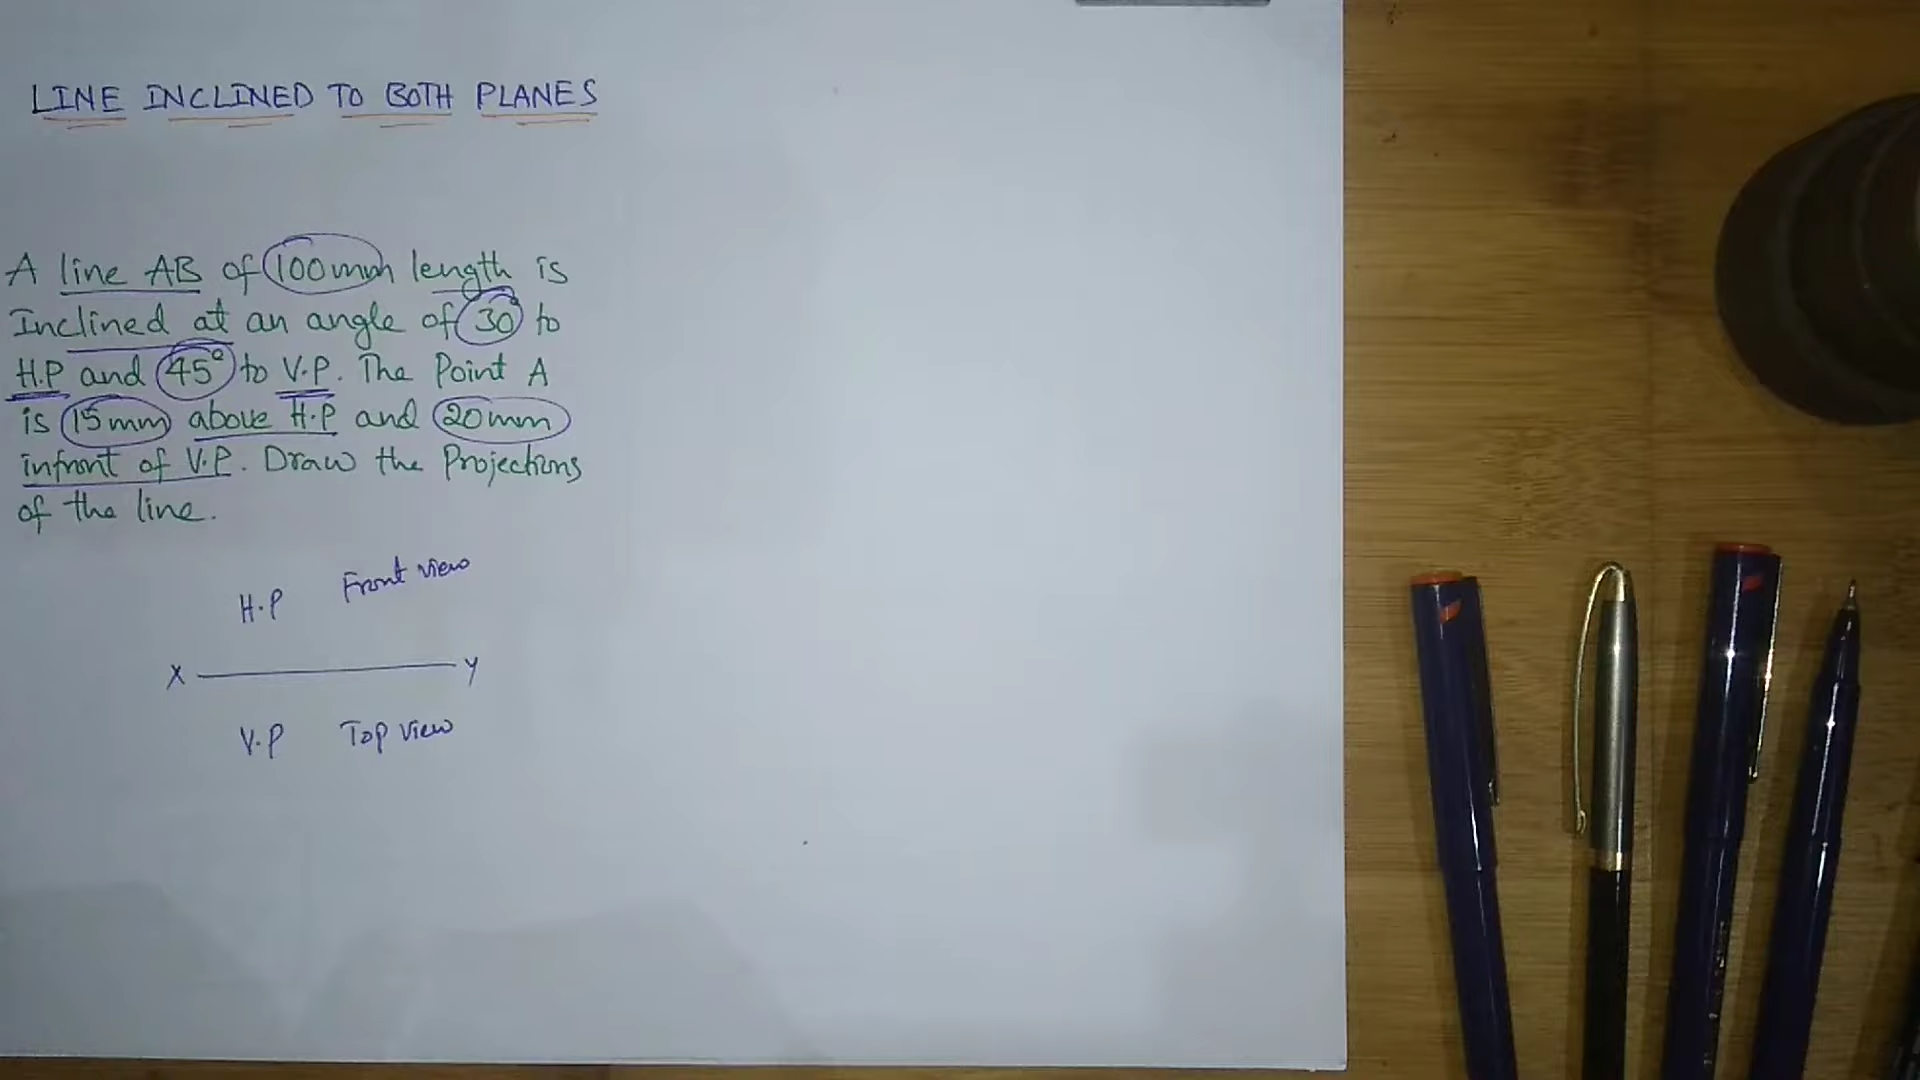 LINE INCLINED TO BOTH PLANES
A line AB of 100mm length is
Inclined at an angle of 30° to
H.P and 45° to V.P. The Point A
is 15mm above H.P and 20mm
infront of V.P. Draw the Projections
of the line.
H.P Front view
X Y
V.P Top view